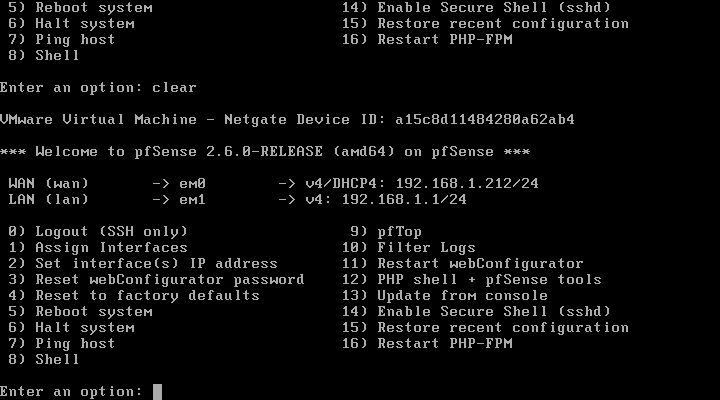 5) Reboot system                     14) Enable Secure Shell (sshd)
6) Halt system                       15) Restore recent configuration
7) Ping host                         16) Restart PHP-FPM
8) Shell
Enter an option: clear
VMware Virtual Machine - Netgate Device ID: a15c8d11484280a62ab4
*** Welcome to pfSense 2.6.0-RELEASE (amd64) on pfSense ***
WAN (wan)       -> em0        -> v4/DHCP4: 192.168.1.212/24
LAN (lan)       -> em1        -> v4: 192.168.1.1/24
0) Logout (SSH only)                  9) pfTop
1) Assign Interfaces                 10) Filter Logs
2) Set interface(s) IP address       11) Restart webConfigurator
3) Reset webConfigurator password    12) PHP shell + pfSense tools
4) Reset to factory defaults         13) Update from console
5) Reboot system                     14) Enable Secure Shell (sshd)
6) Halt system                       15) Restore recent configuration
7) Ping host                         16) Restart PHP-FPM
8) Shell
Enter an option: